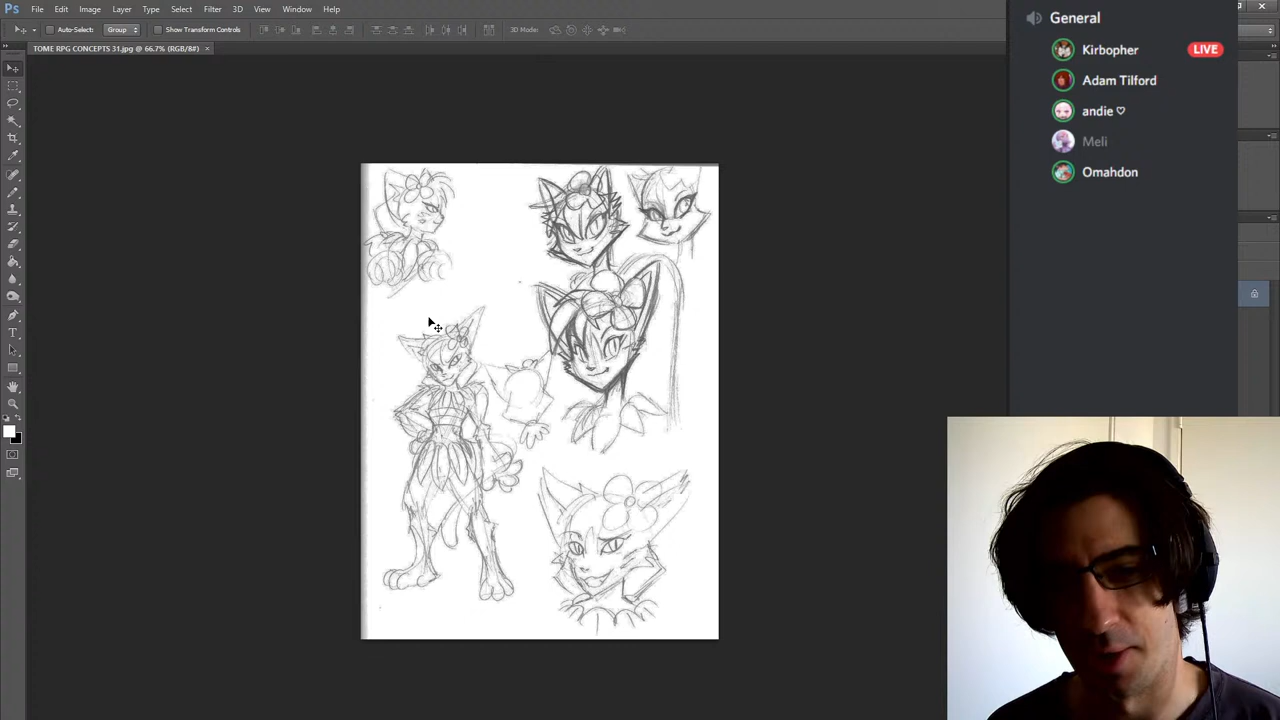 Ps File Edit Image Layer Type Select Filter 3D View Window Help
Auto-Select: Group Show Transform Controls 3D Mode:
TOME RPG CONCEPTS 31.jpg @ 66.7% (RGB/8#) ×
General
Kirbopher LIVE
Adam Tilford
andie ♡
Meli
Omahdon
T